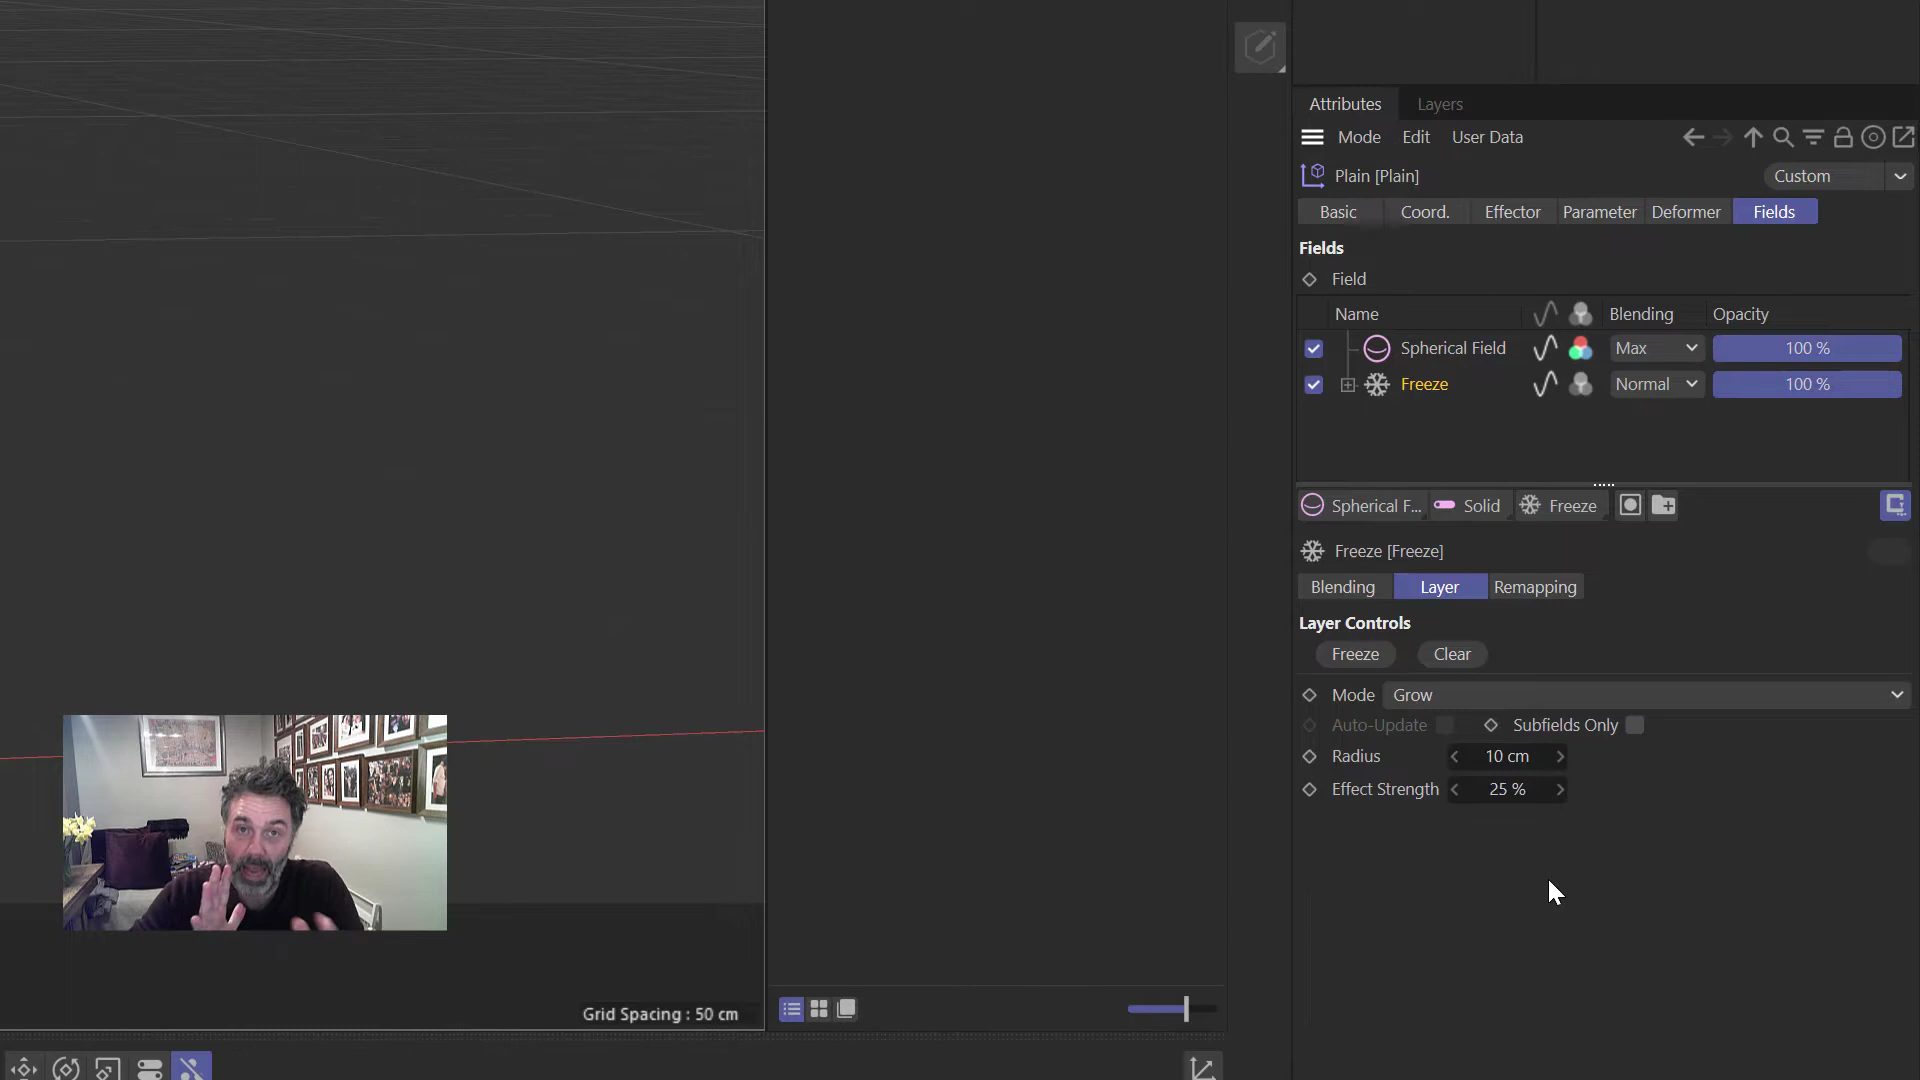 Attributes Layers
Mode Edit User Data
Plain [Plain] Custom
Basic Coord. Effector Parameter Deformer Fields
Fields
Field
Name Blending Opacity
Spherical Field Max 100 %
Freeze Normal 100 %
Spherical F... Solid Freeze
Freeze [Freeze]
Blending Layer Remapping
Layer Controls
Freeze Clear
Mode Grow
Auto-Update Subfields Only
Radius 10 cm
Effect Strength 25 %
Grid Spacing : 50 cm